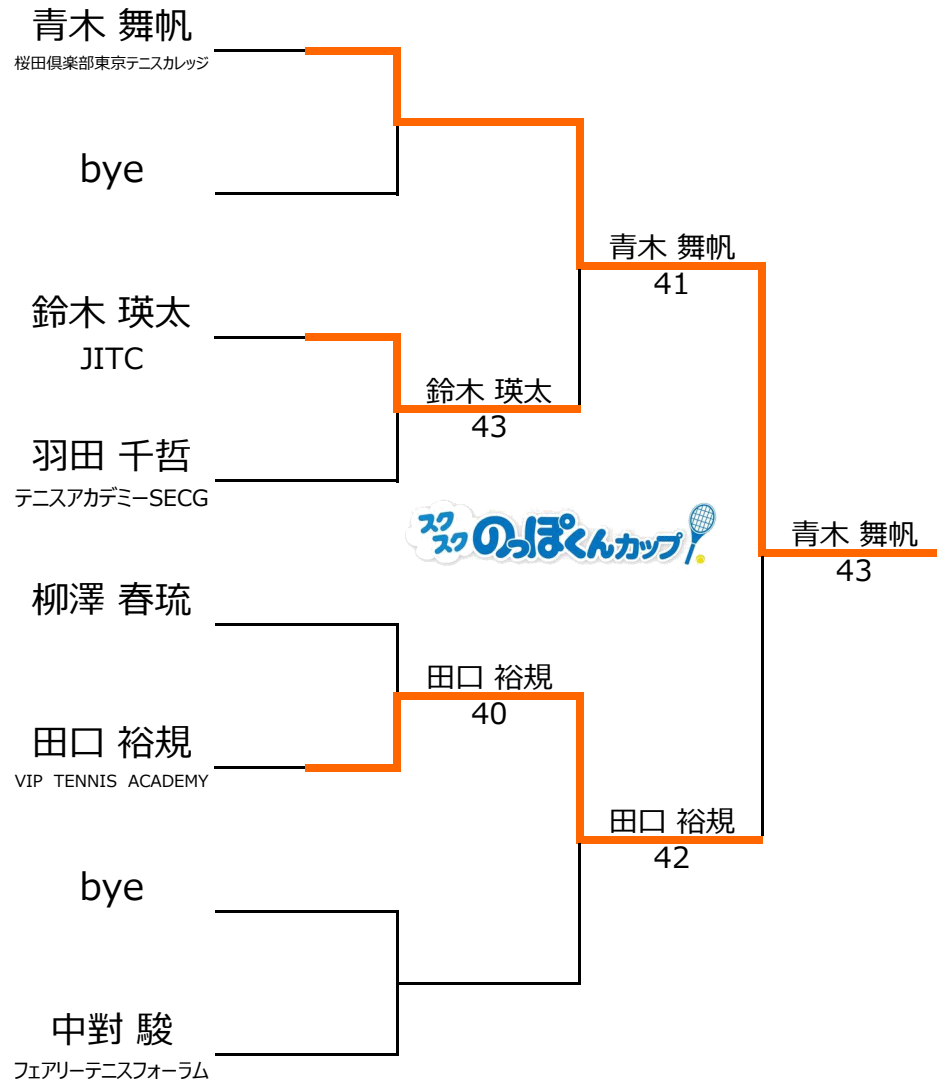 青木 舞帆
桜田倶楽部東京テニスカレッジ
bye
青木 舞帆
41
鈴木 瑛太
JITC
鈴木 瑛太
43
羽田 千哲
テニスアカデミーSECG
スクスクのっぽくんカップ!
青木 舞帆
43
柳澤 春琉
田口 裕規
40
田口 裕規
VIP TENNIS ACADEMY
田口 裕規
42
bye
中對 駿
フェアリーテニスフォーラム